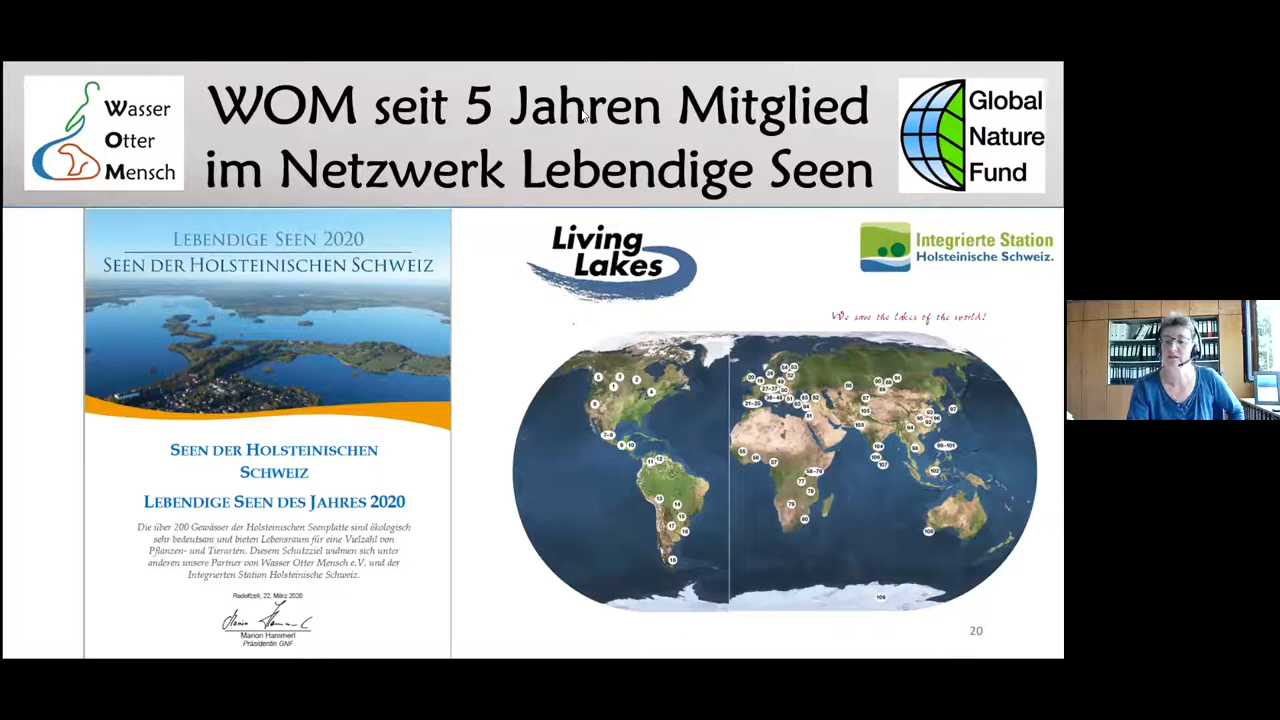 Wasser
Otter
Mensch
WOM seit 5 Jahren Mitglied
im Netzwerk Lebendige Seen
Global
Nature
Fund
LEBENDIGE SEEN 2020
SEEN DER HOLSTEINISCHEN SCHWEIZ
SEEN DER HOLSTEINISCHEN
SCHWEIZ
LEBENDIGE SEEN DES JAHRES 2020
Die über 200 Gewässer der Holsteinischen Seenplatte sind ökologisch
sehr bedeutsam und bieten Lebensraum für eine Vielzahl von
Pflanzen- und Tierarten. Diesem Schutzziel widmen sich unter
anderen unsere Partner von Wasser Otter Mensch e.V. und der
Integrierten Station Holsteinische Schweiz.
Radolfzell, 22. März 2020
Marion Hammerl
Präsidentin GNF
Living
Lakes
Integrierte Station
Holsteinische Schweiz.
We save the lakes of the world!
20